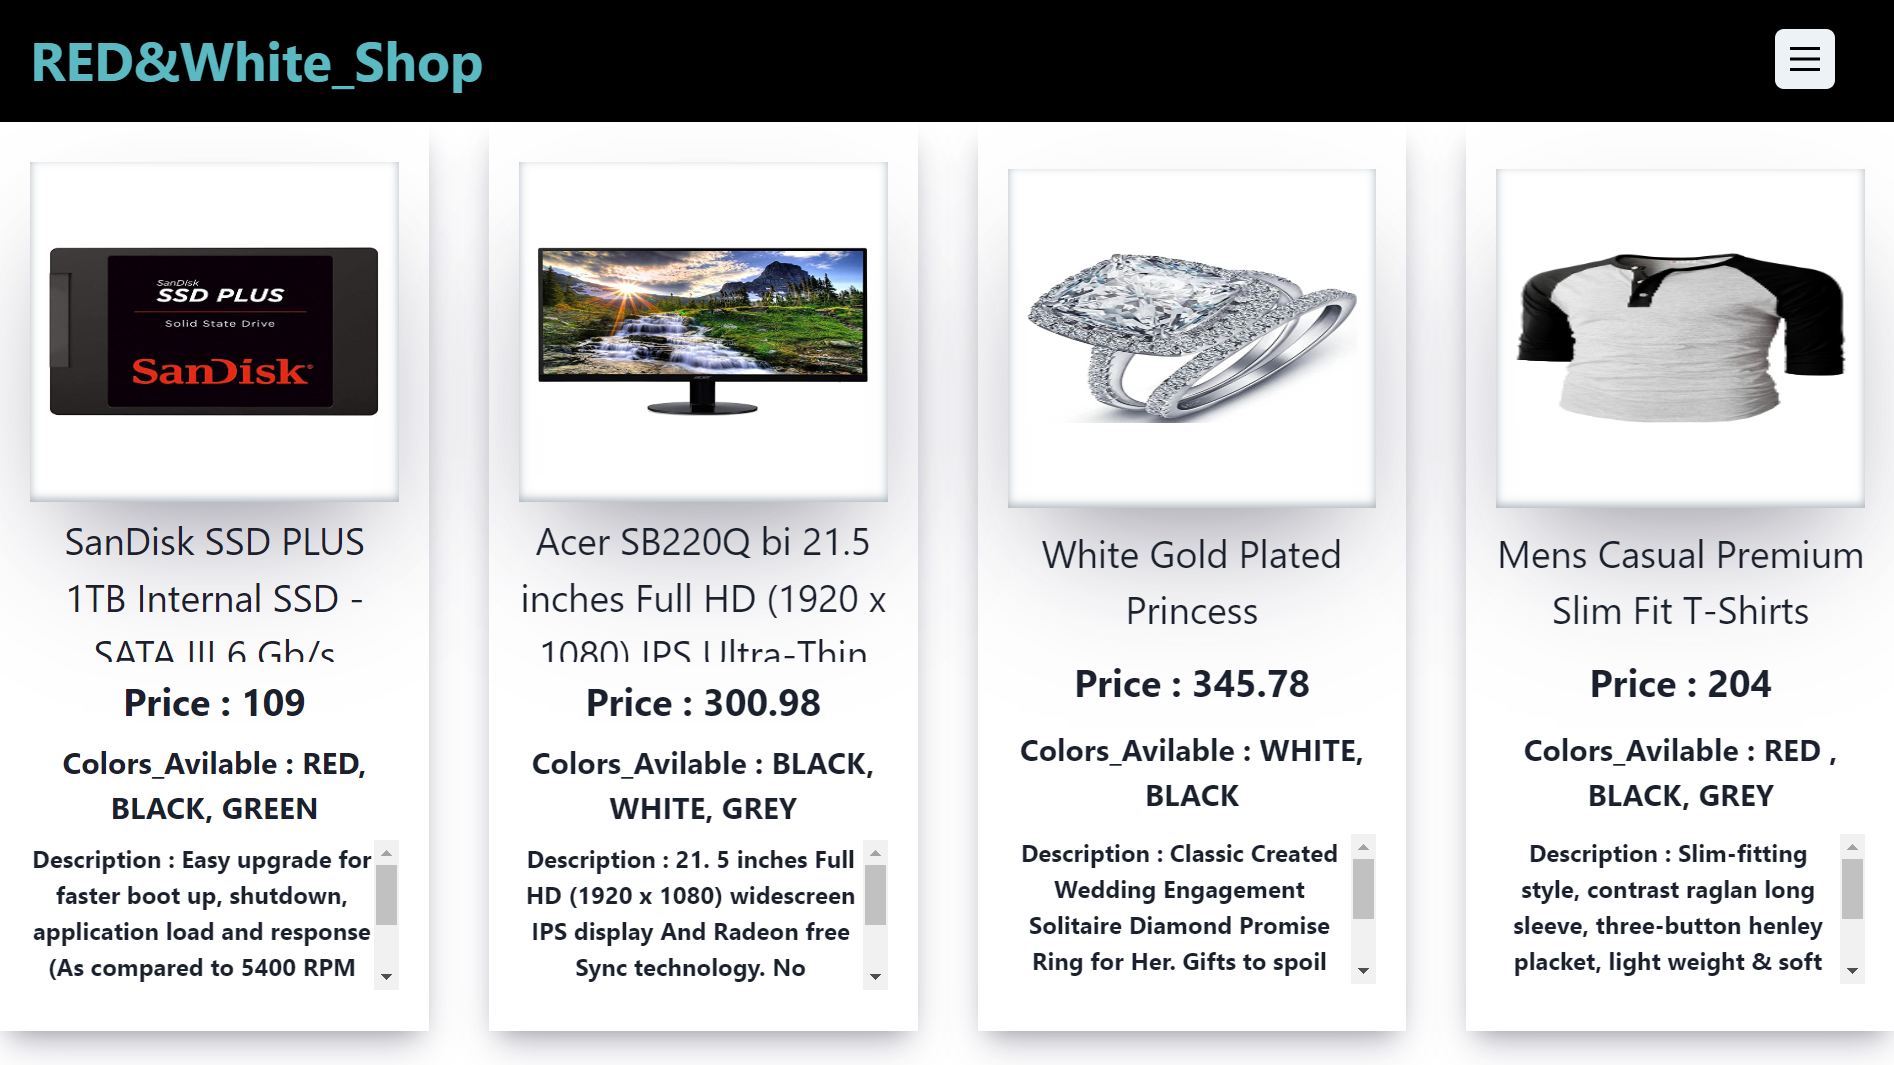 RED&White_Shop
SanDisk
SSD PLUS
Solid State Drive
SanDisk®
SanDisk SSD PLUS
1TB Internal SSD -
SATA III 6 Gb/s
Price : 109
Colors_Avilable : RED,
BLACK, GREEN
Description : Easy upgrade for
faster boot up, shutdown,
application load and response
(As compared to 5400 RPM
Acer SB220Q bi 21.5
inches Full HD (1920 x
1080) IPS Ultra-Thin
Price : 300.98
Colors_Avilable : BLACK,
WHITE, GREY
Description : 21. 5 inches Full
HD (1920 x 1080) widescreen
IPS display And Radeon free
Sync technology. No
White Gold Plated
Princess
Price : 345.78
Colors_Avilable : WHITE,
BLACK
Description : Classic Created
Wedding Engagement
Solitaire Diamond Promise
Ring for Her. Gifts to spoil
Mens Casual Premium
Slim Fit T-Shirts
Price : 204
Colors_Avilable : RED ,
BLACK, GREY
Description : Slim-fitting
style, contrast raglan long
sleeve, three-button henley
placket, light weight & soft